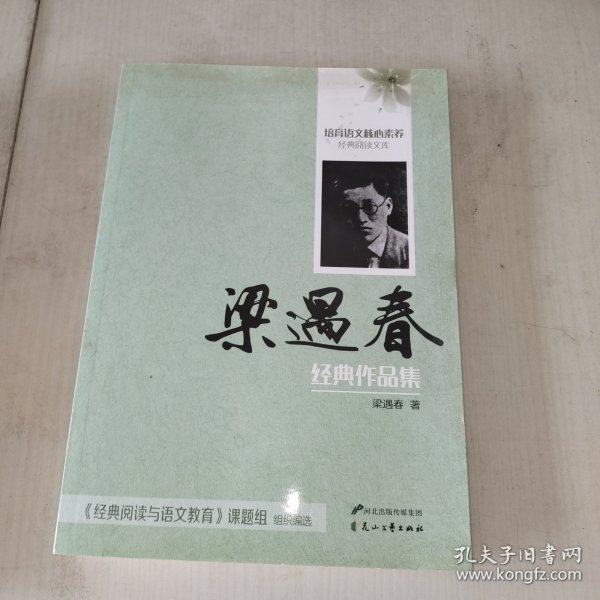 培育语文核心素养
经典阅读文库
梁遇春
经典作品集
梁遇春 著
《经典阅读与语文教育》课题组 组织编选
河北出版传媒集团
花山文艺出版社
孔夫子旧书网
www.kongfz.com